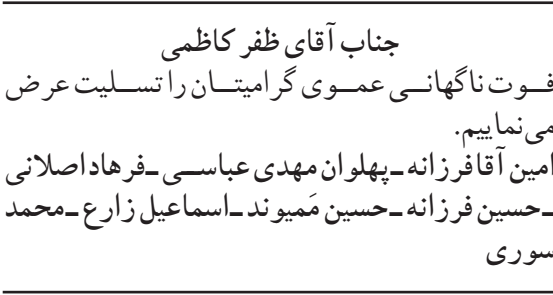 جناب آقای ظفر کاظمی
فوت ناگهانی عموی گرامیتان را تسلیت عرض
می‌نماییم.
امین آقافرزانه ـ پهلوان مهدی عباسی ـ فرهاد اصلانی
ـ حسین فرزانه ـ حسین مَمیوند ـ اسماعیل زارع ـ محمد
سوری